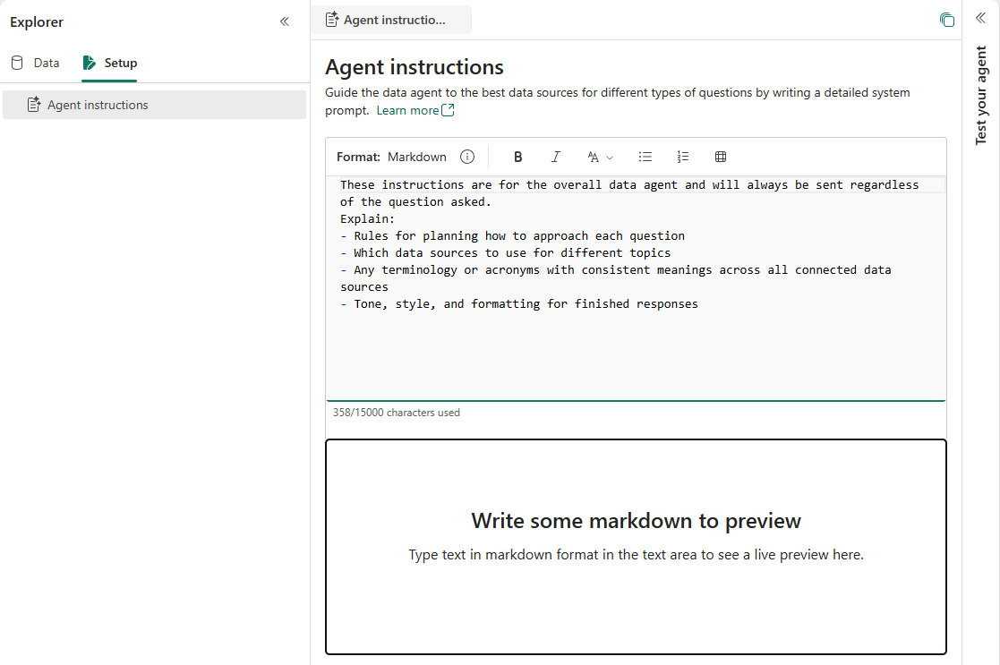 Explorer
Data
Setup
Agent instructions
Agent instructio...
Agent instructions
Guide the data agent to the best data sources for different types of questions by writing a detailed system
prompt. Learn more
Format: Markdown
B I A A
These instructions are for the overall data agent and will always be sent regardless
of the question asked.
Explain:
- Rules for planning how to approach each question
- Which data sources to use for different topics
- Any terminology or acronyms with consistent meanings across all connected data
sources
- Tone, style, and formatting for finished responses
358/15000 characters used
Write some markdown to preview
Type text in markdown format in the text area to see a live preview here.
Test your agent